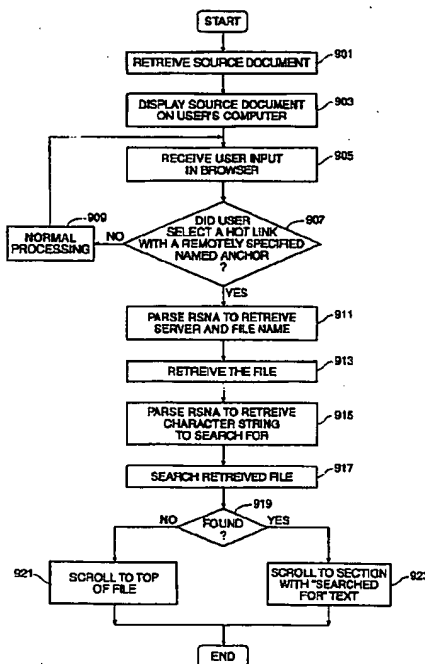 START
RETREIVE SOURCE DOCUMENT
901
DISPLAY SOURCE DOCUMENT
ON USER'S COMPUTER
903
RECEIVE USER INPUT
IN BROWSER
905
909
NORMAL
PROCESSING
NO
DID USER
SELECT A HOT LINK
WITH A REMOTELY SPECIFIED
NAMED ANCHOR
?
907
YES
PARSE RSNA TO RETREIVE
SERVER AND FILE NAME
911
RETREIVE THE FILE
913
PARSE RSNA TO RETREIVE
CHARACTER STRING
TO SEARCH FOR
915
SEARCH RETREIVED FILE
917
919
NO
FOUND
?
YES
921
SCROLL TO TOP
OF FILE
SCROLL TO SECTION
WITH "SEARCHED
FOR" TEXT
923
END